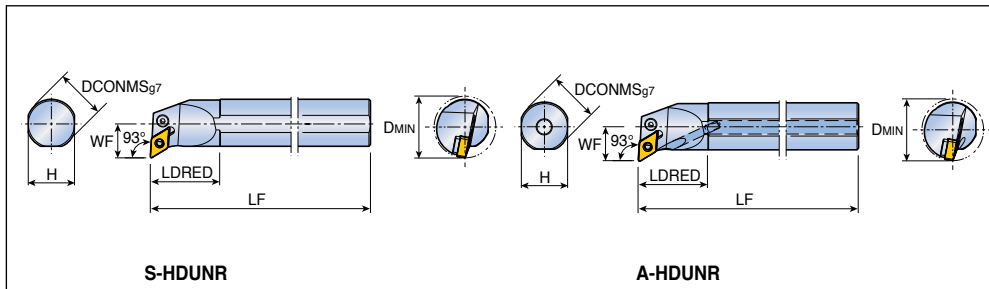 DCONMSg7
DMIN
WF
93°
H
LDRED
LF
S-HDUNR
DCONMSg7
DMIN
WF
93°
H
LDRED
LF
A-HDUNR